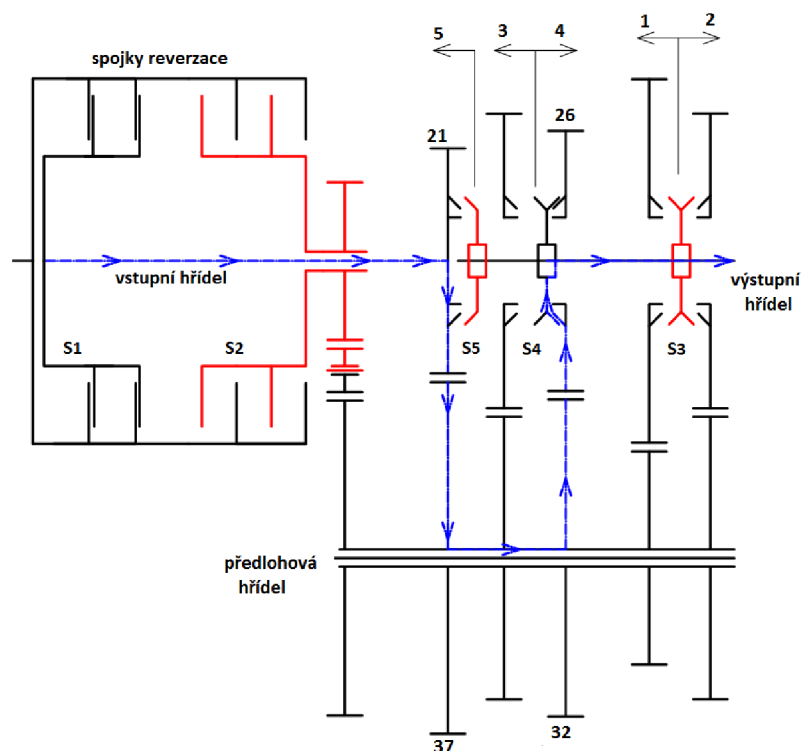 spojky reverzace
5
3
4
1
2
21
26
vstupní hřídel
výstupní
hřídel
S1
S2
S5
S4
S3
předlohová
hřídel
37
32